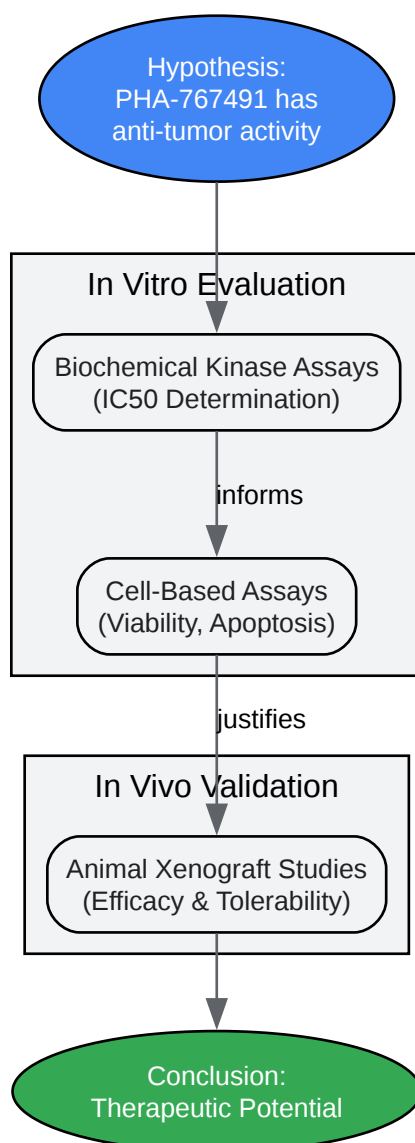 Hypothesis:
PHA-767491 has
anti-tumor activity
In Vitro Evaluation
Biochemical Kinase Assays
(IC50 Determination)
informs
Cell-Based Assays
(Viability, Apoptosis)
justifies
In Vivo Validation
Animal Xenograft Studies
(Efficacy & Tolerability)
Conclusion:
Therapeutic Potential